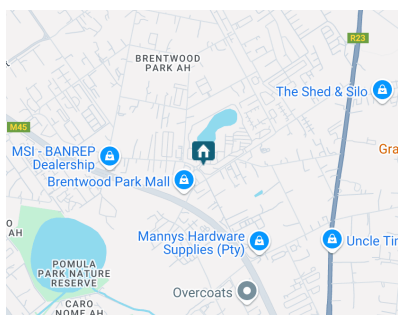 R23
BRENTWOOD
PARK AH
The Shed & Silo
M45
MSI - BANREP
Dealership
Gra
Brentwood Park Mall
O
AH
Mannys Hardware
Supplies (Pty)
Uncle Tir
POMULA
PARK NATURE
RESERVE
Overcoats
CARO
NOME AH